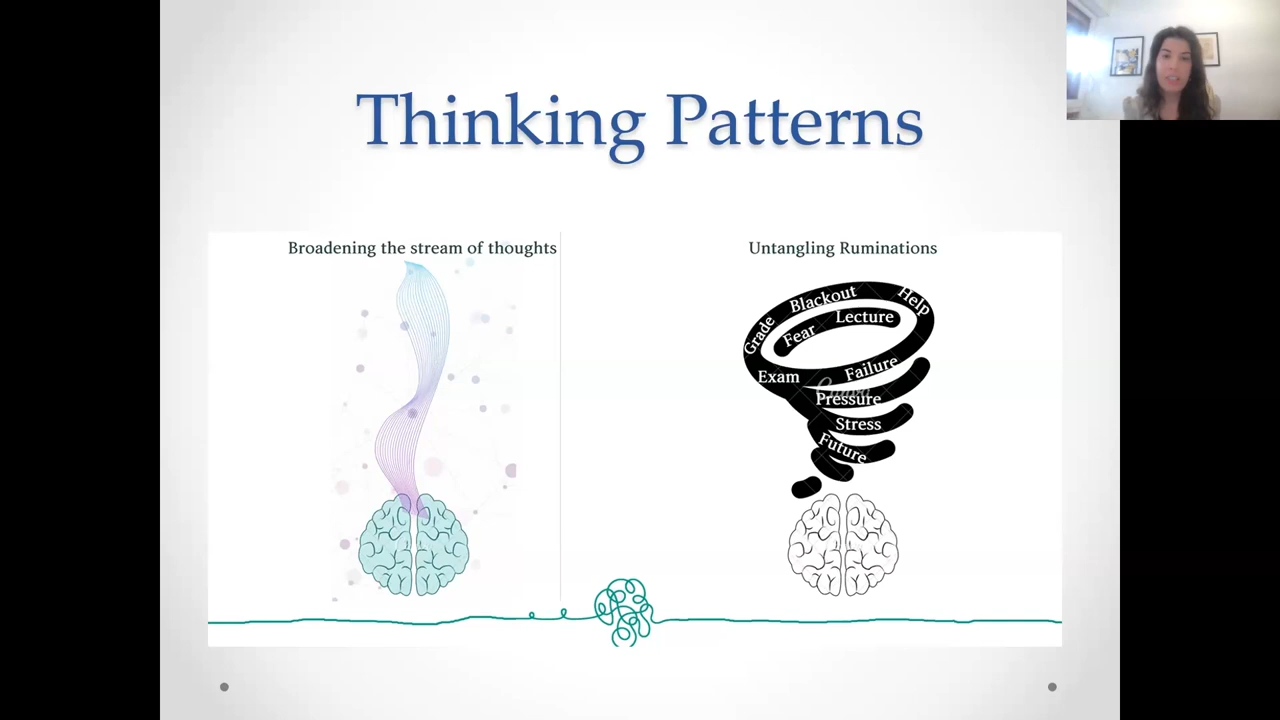 Thinking Patterns
Broadening the stream of thoughts
Untangling Ruminations
Blackout
Help
Grade
Lecture
Fear
Exam
Failure
Canva
Pressure
Stress
Future